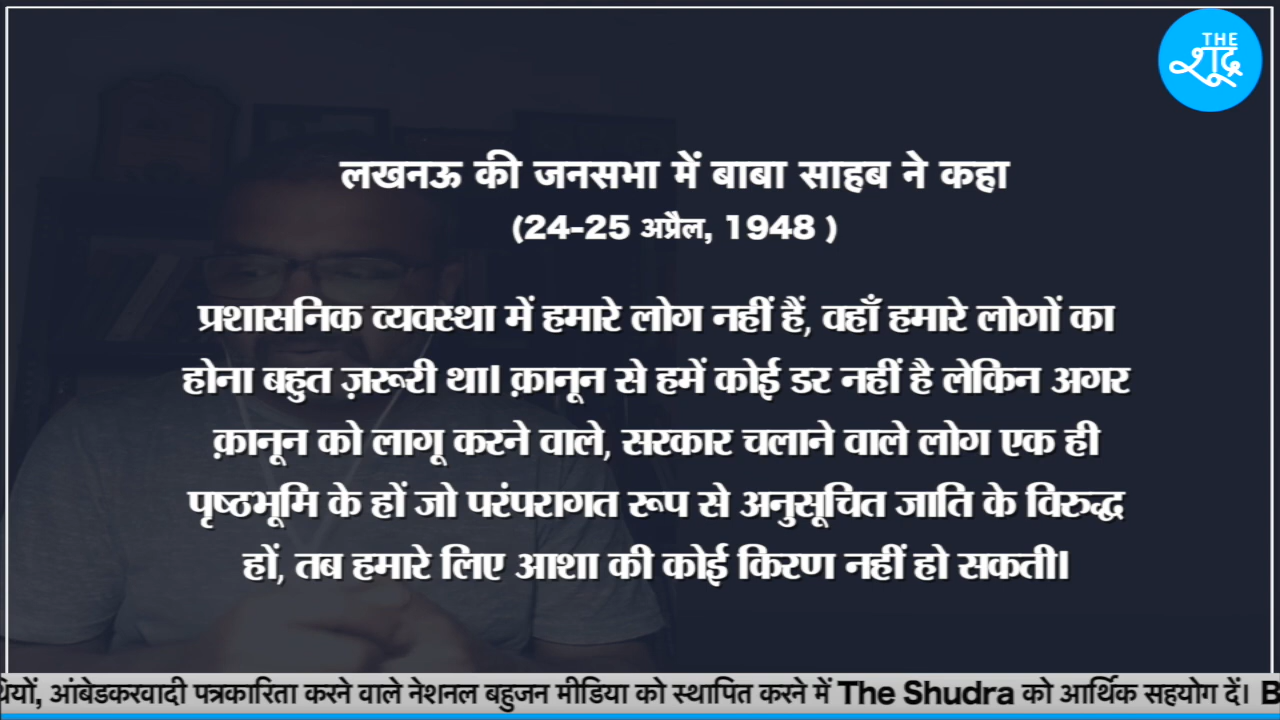 THE
शूद्र
लखनऊ की जनसभा में बाबा साहब ने कहा
(24-25 अप्रैल, 1948 )
प्रशासनिक व्यवस्था में हमारे लोग नहीं हैं, वहाँ हमारे लोगों का
होना बहुत ज़रूरी था। क़ानून से हमें कोई डर नहीं है लेकिन अगर
क़ानून को लागू करने वाले, सरकार चलाने वाले लोग एक ही
पृष्ठभूमि के हों जो परंपरागत रूप से अनुसूचित जाति के विरुद्ध
हों, तब हमारे लिए आशा की कोई किरण नहीं हो सकती।
आंबेडकरवादी पत्रकारिता करने वाले नेशनल बहुजन मीडिया को स्थापित करने में The Shudra को आर्थिक सहयोग दें।